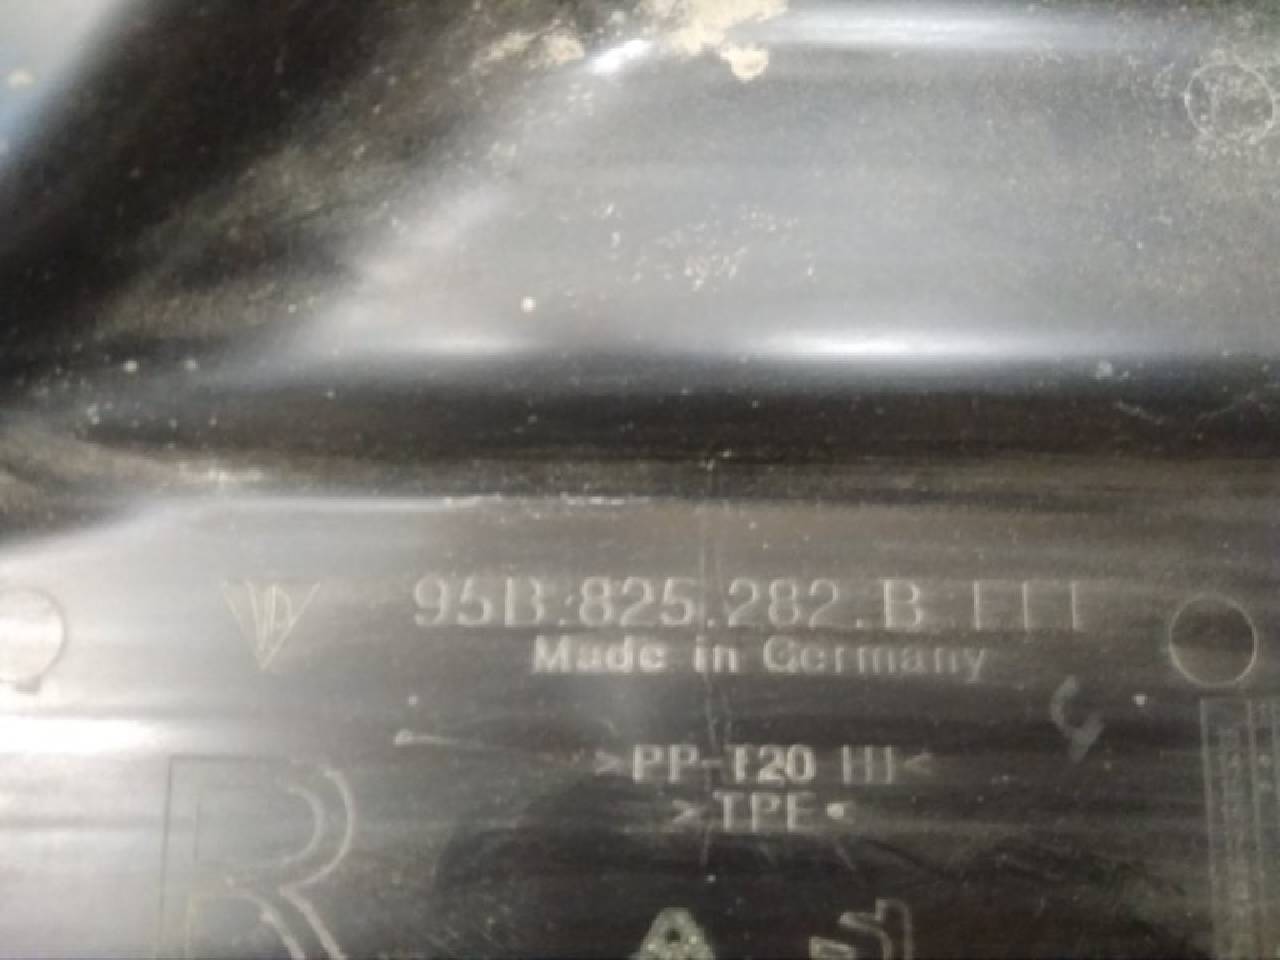 95B.825.282.B
Made in Germany
>PP-T20<
>TPE<
R